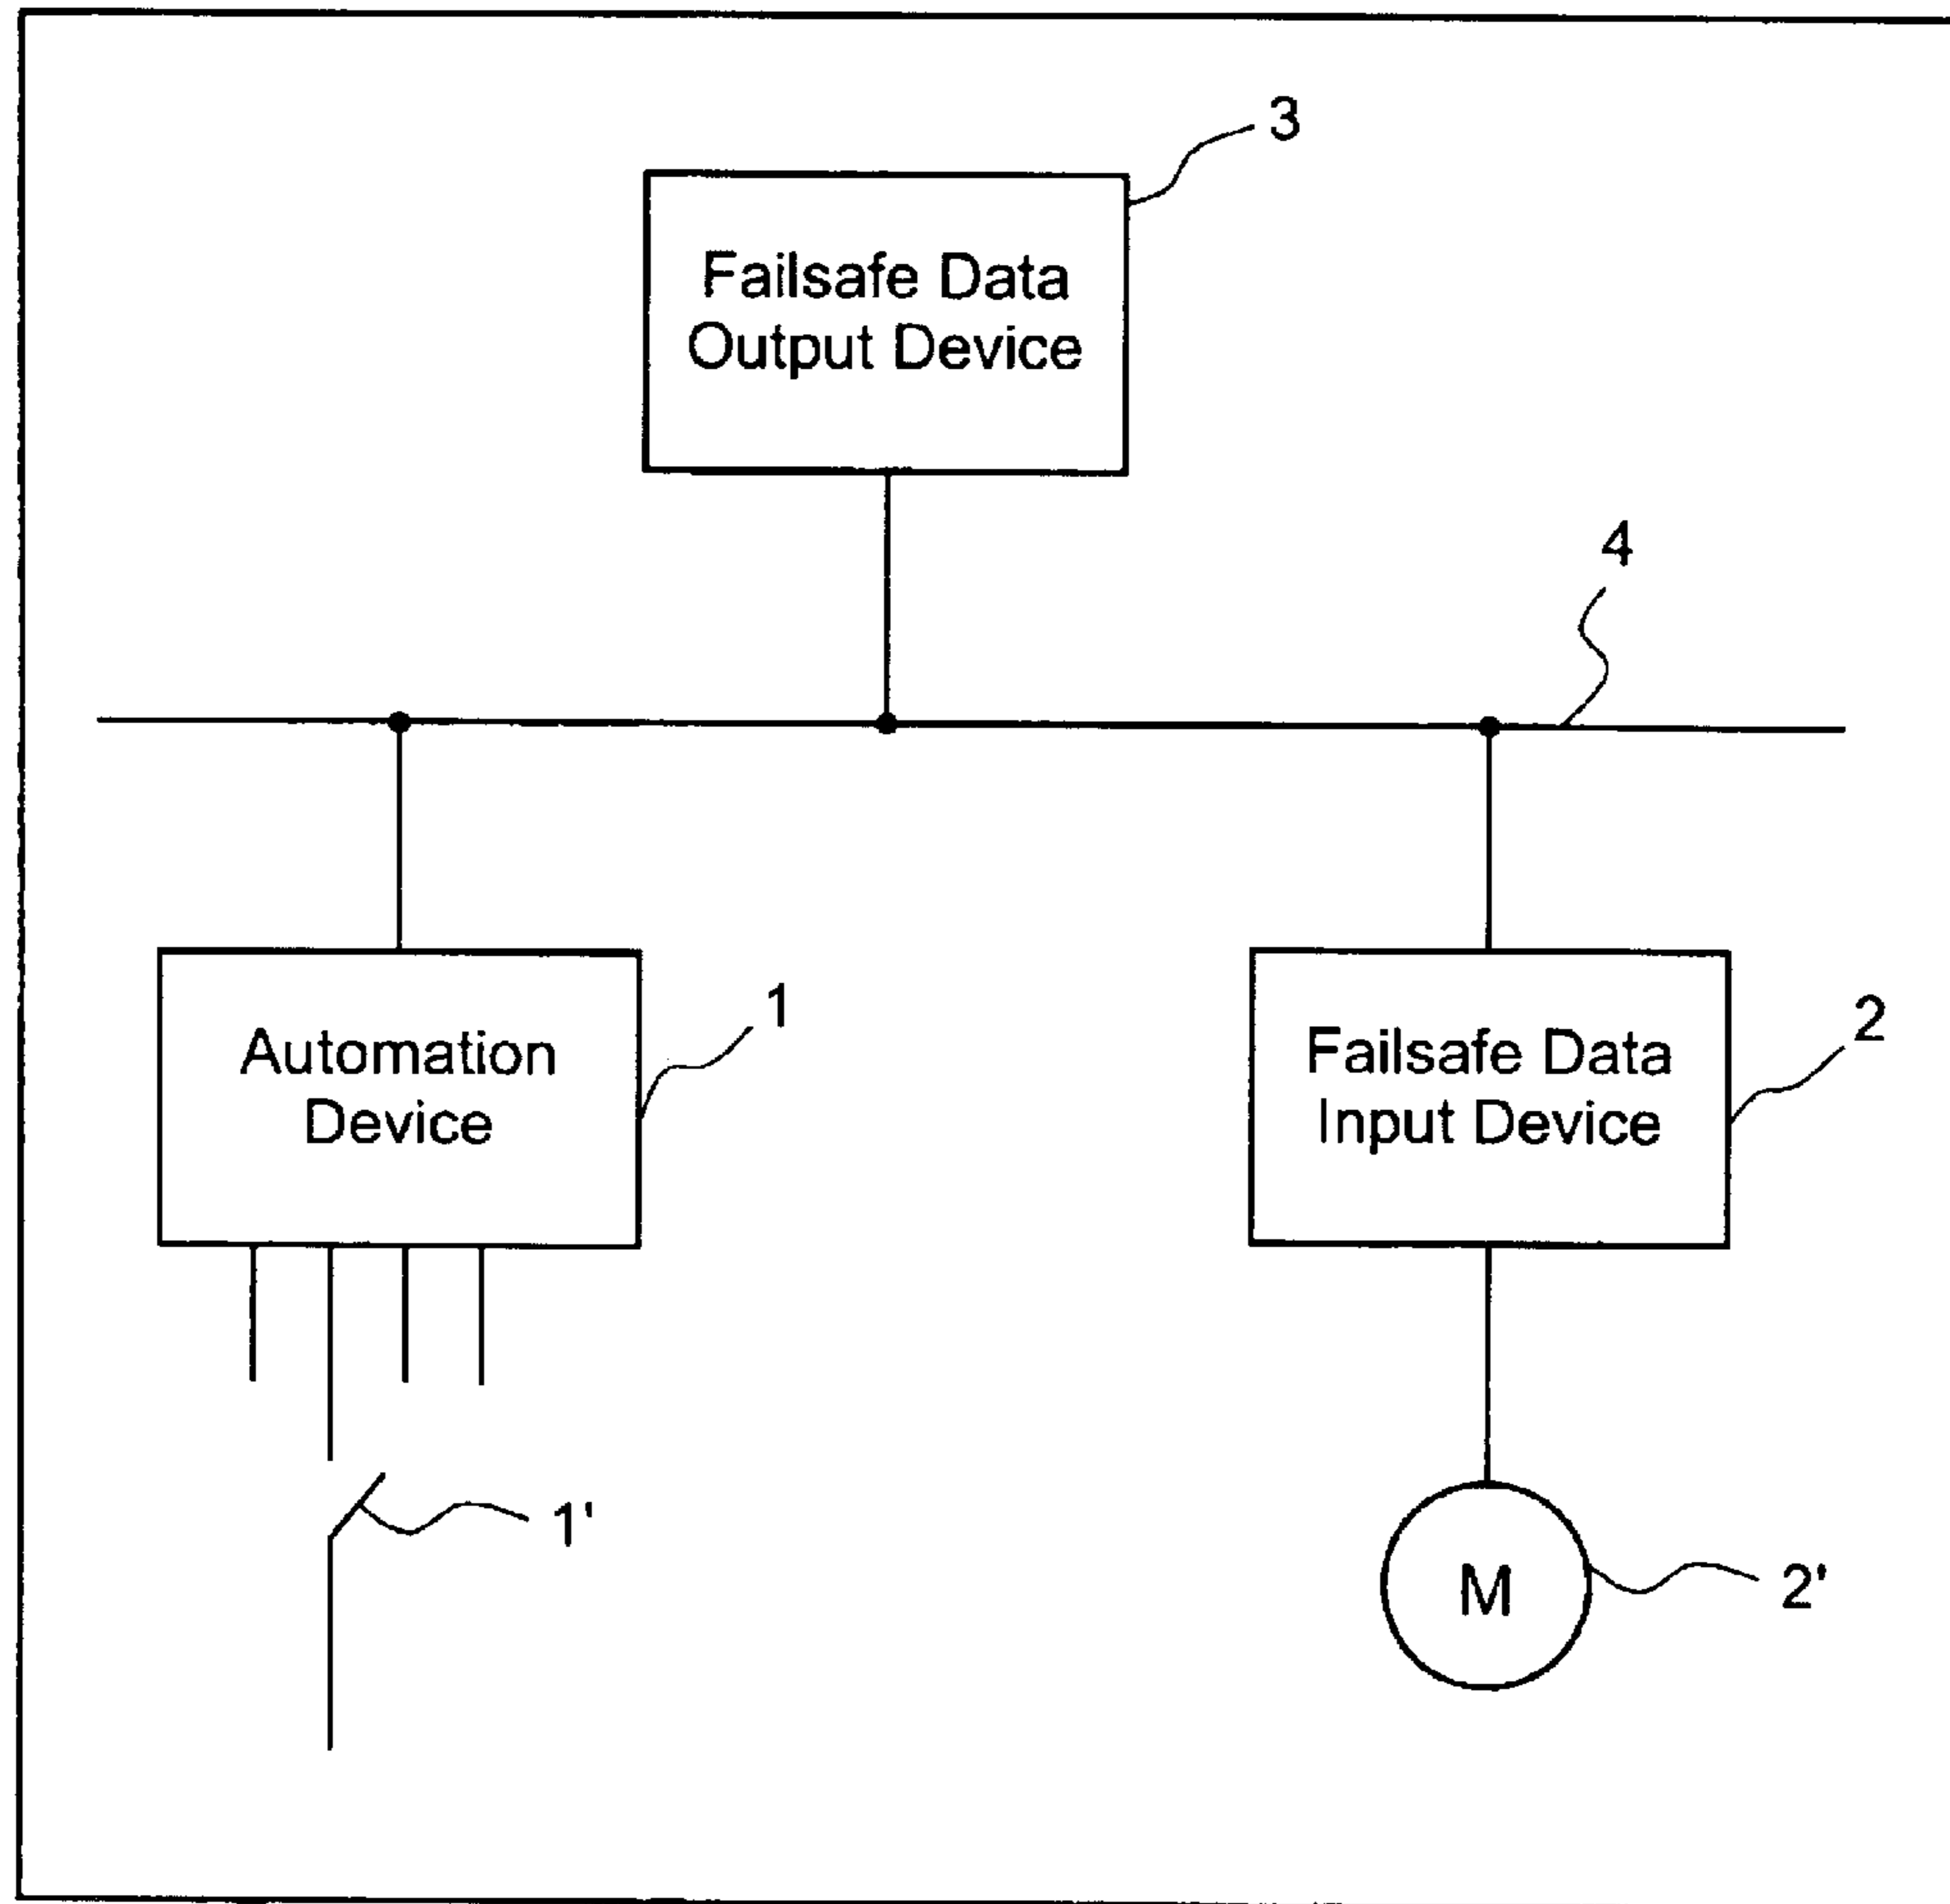 3
Failsafe Data
Output Device
4
Automation
Device
1
Failsafe Data
Input Device
2
1'
M
2'